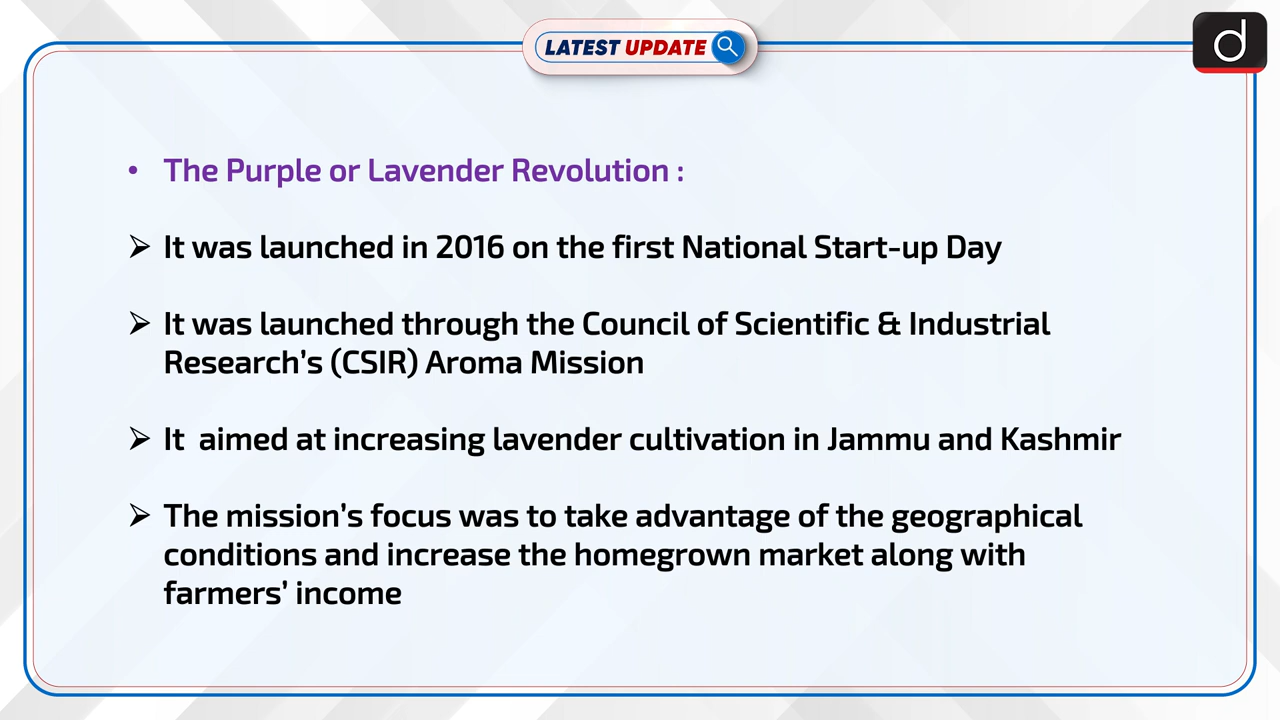 LATEST UPDATE
d
• The Purple or Lavender Revolution :
➢ It was launched in 2016 on the first National Start-up Day
➢ It was launched through the Council of Scientific & Industrial
Research’s (CSIR) Aroma Mission
➢ It  aimed at increasing lavender cultivation in Jammu and Kashmir
➢ The mission’s focus was to take advantage of the geographical
conditions and increase the homegrown market along with
farmers’ income